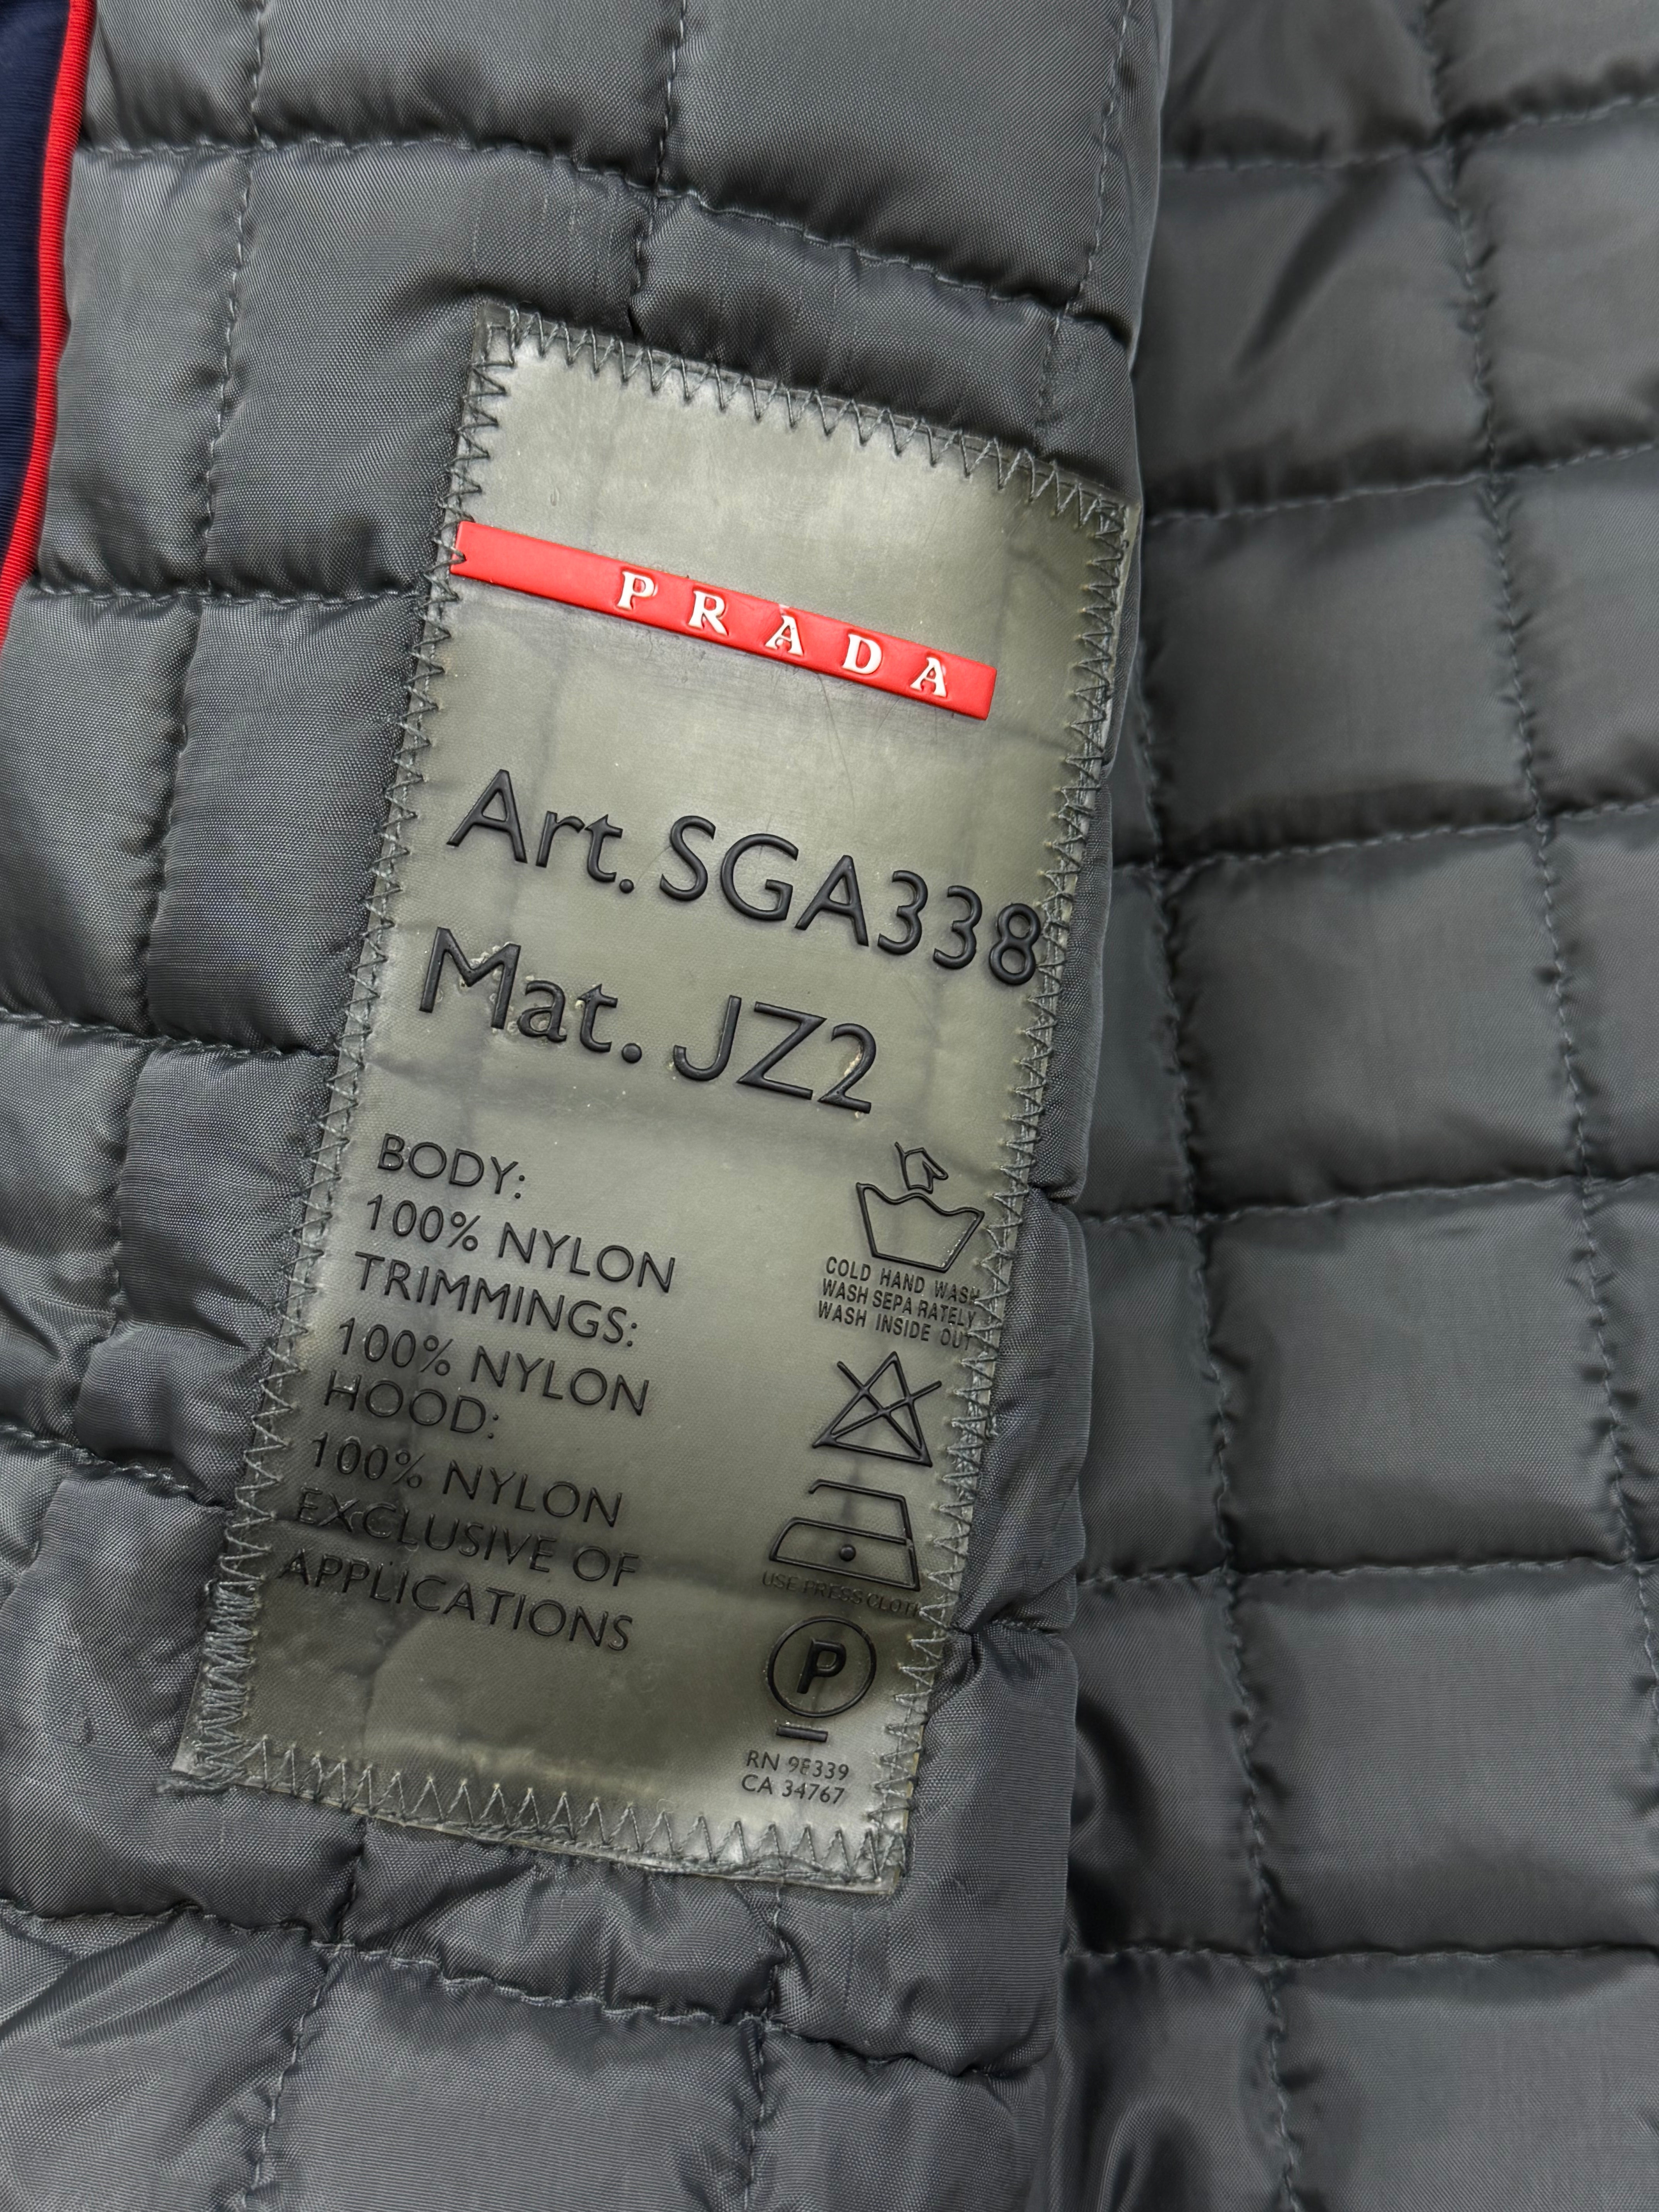 PRADA
Art. SGA338
Mat. JZ2
BODY:
100% NYLON
TRIMMINGS:
100% NYLON
HOOD:
100% NYLON
EXCLUSIVE OF
APPLICATIONS
COLD HAND WASH
WASH SEPA RATELY
WASH INSIDE OUT
USE PRESS CLOTH
P
RN
CA 34767